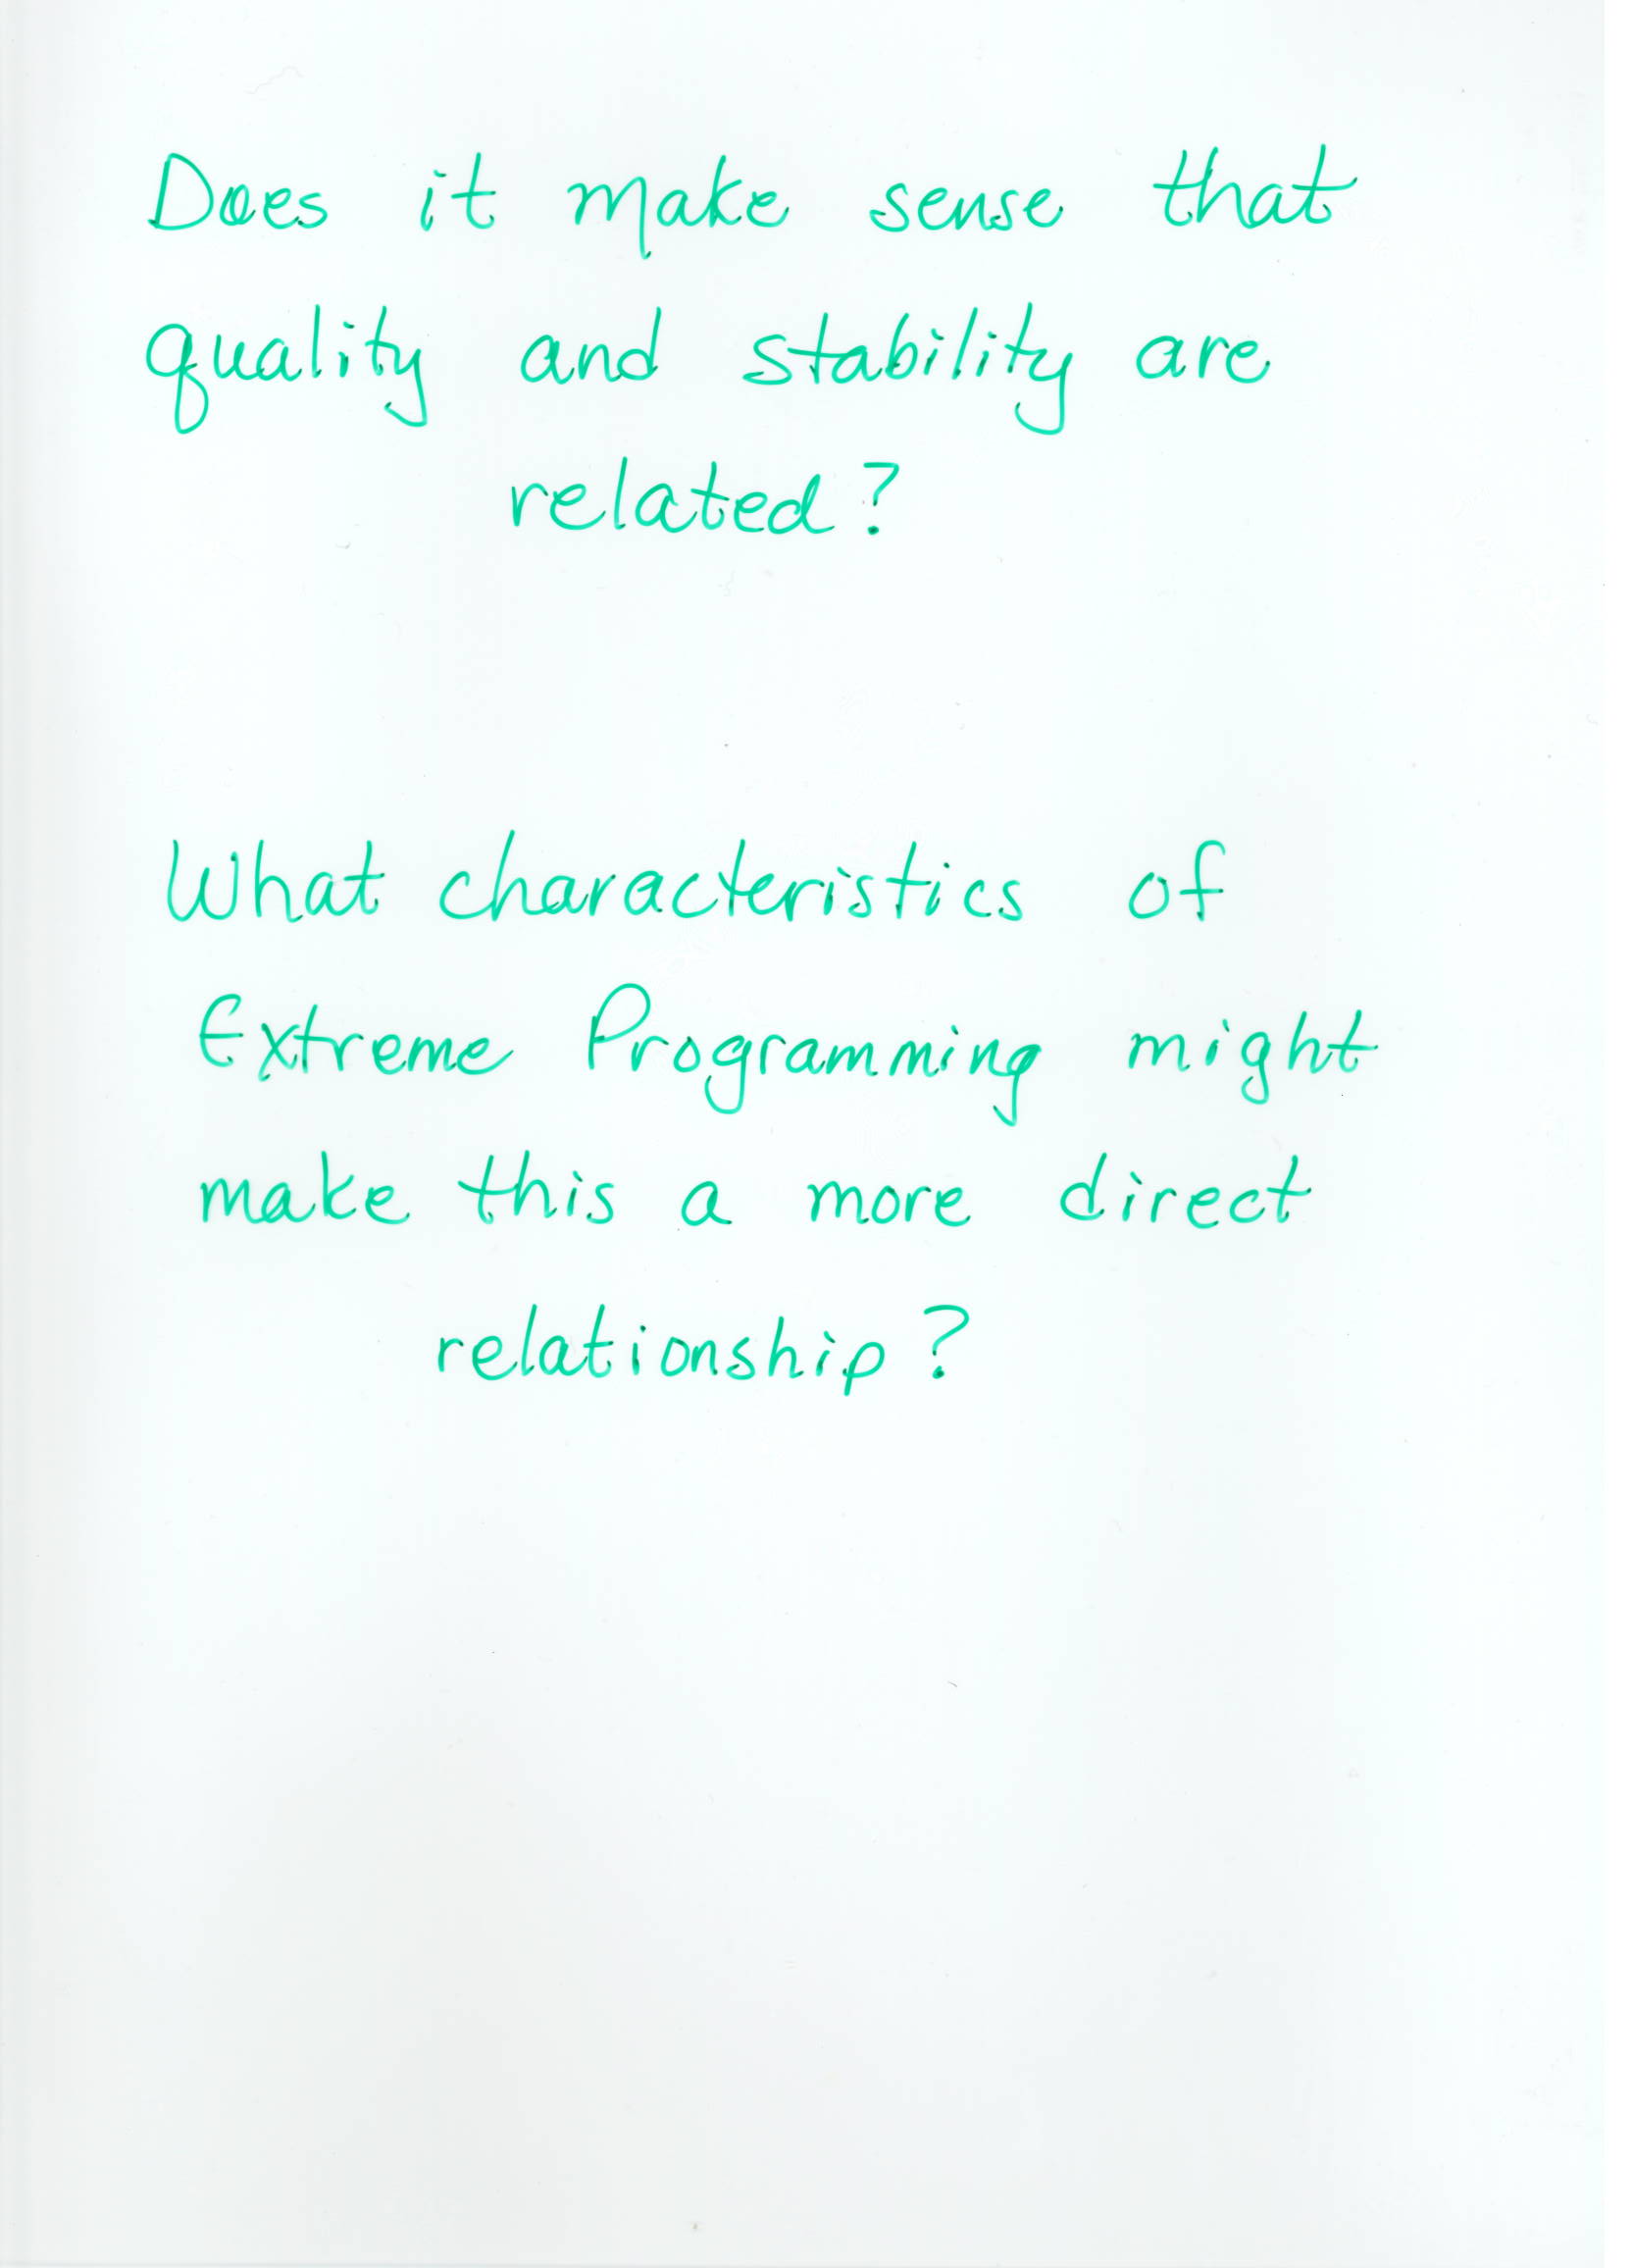 Does it make sense that
quality and stability are
related?
What characteristics of
Extreme Programming might
make this a more direct
relationship?